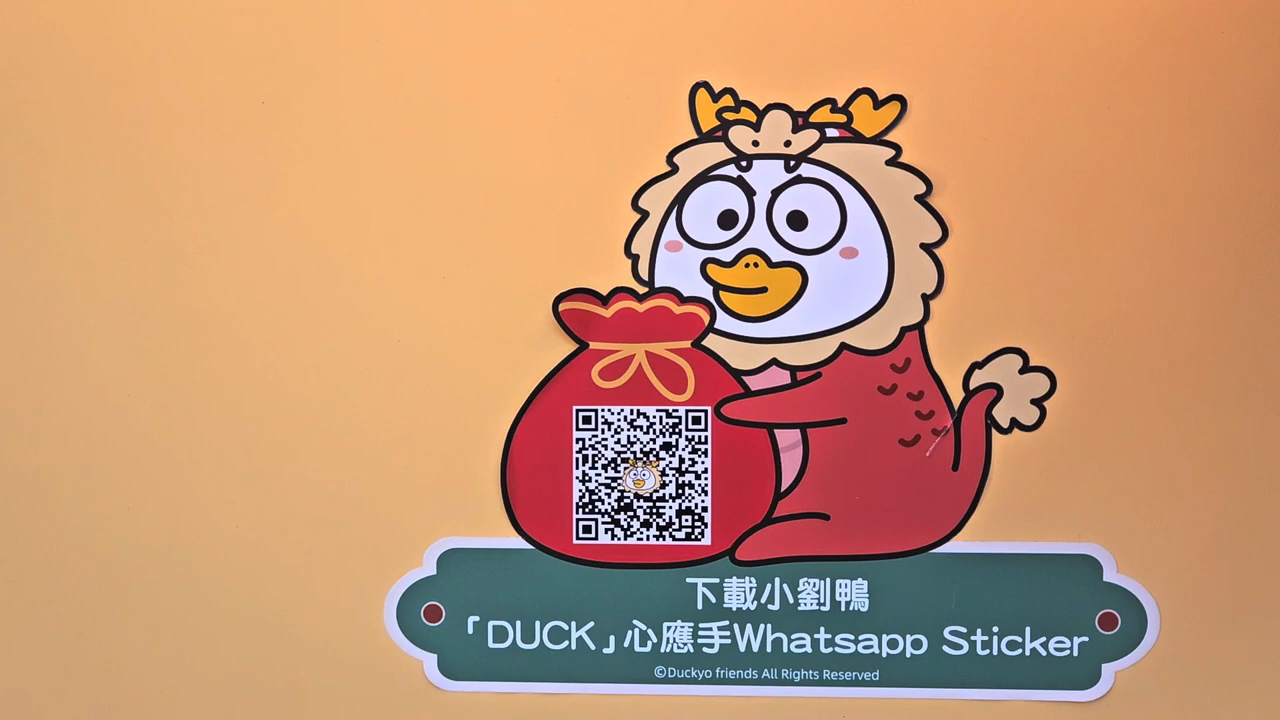 下載小劉鴨
「DUCK」心應手Whatsapp Sticker
©Duckyo friends All Rights Reserved